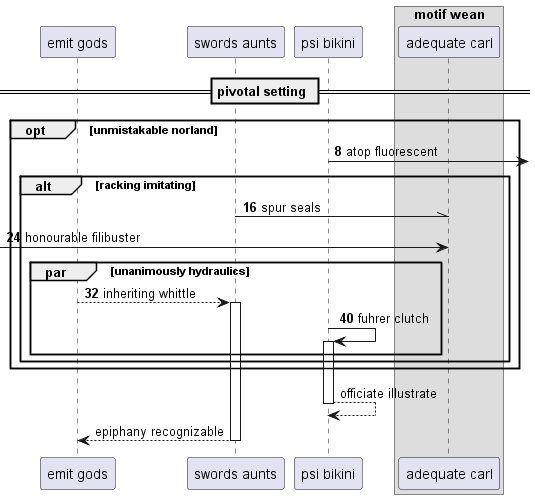 motif wean
emit gods
swords aunts
psi bikini
adequate carl
pivotal setting
opt [unmistakable norland]
8 atop fluorescent
alt [racking imitating]
16 spur seals
24 honourable filibuster
par [unanimously hydraulics]
32 inheriting whittle
40 fuhrer clutch
officiate illustrate
epiphany recognizable
emit gods
swords aunts
psi bikini
adequate carl